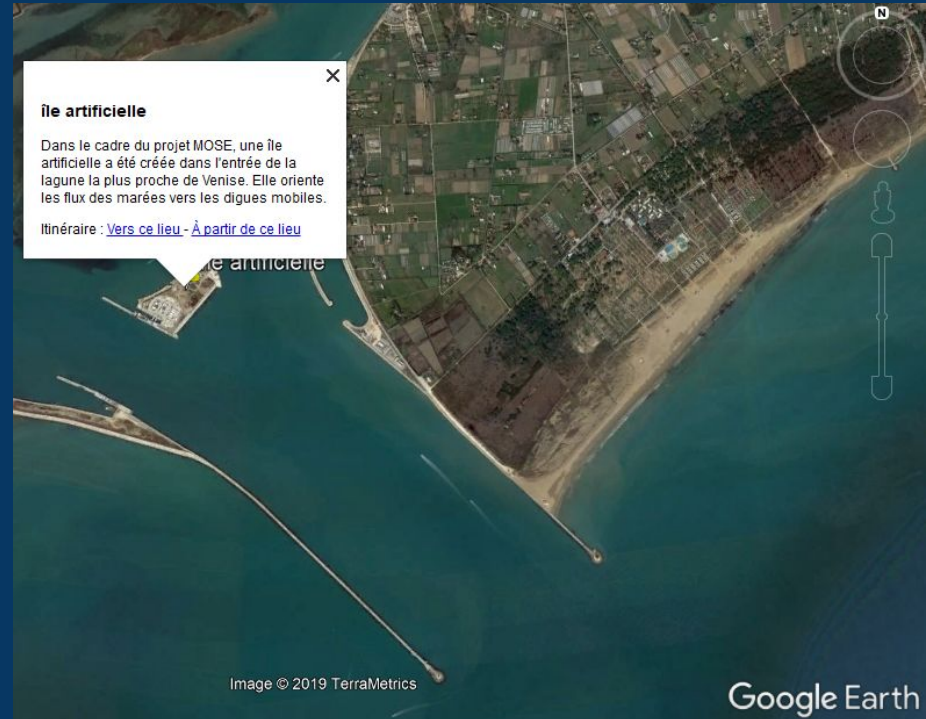 N
île artificielle
Dans le cadre du projet MOSE, une île
artificielle a été créée dans l'entrée de la
lagune la plus proche de Venise. Elle oriente
les flux des marées vers les digues mobiles.
Itinéraire : Vers ce lieu - À partir de ce lieu
île artificielle
Image © 2019 TerraMetrics
Google Earth